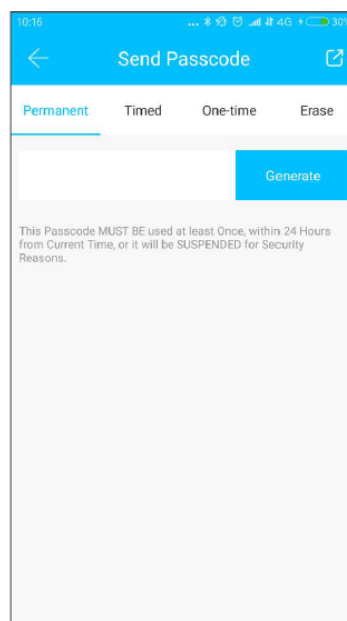 10:16 ... 4G 30%
Send Passcode
Permanent Timed One-time Erase
Generate
This Passcode MUST BE used at least Once, within 24 Hours
from Current Time, or it will be SUSPENDED for Security
Reasons.